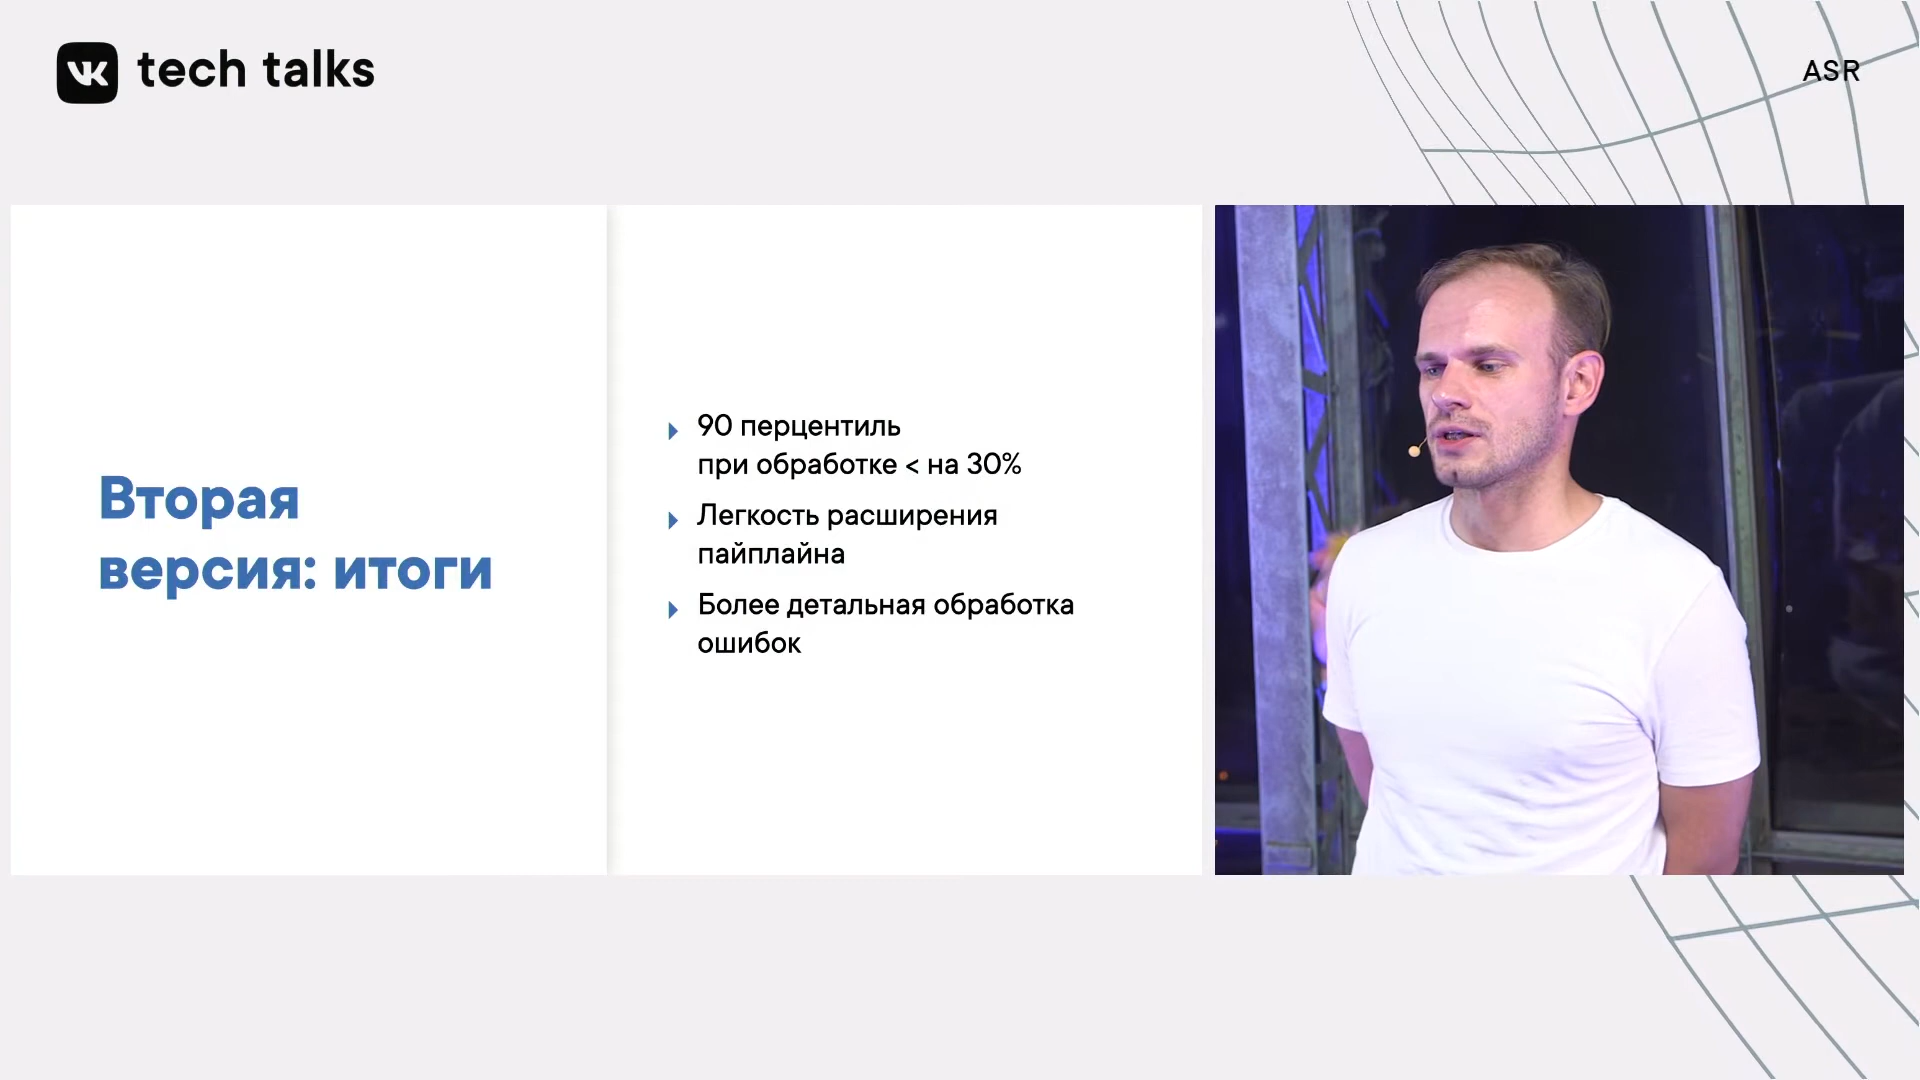 VK tech talks
ASR
Вторая
версия: итоги
90 перцентиль
при обработке < на 30%
Легкость расширения
пайплайна
Более детальная обработка
ошибок